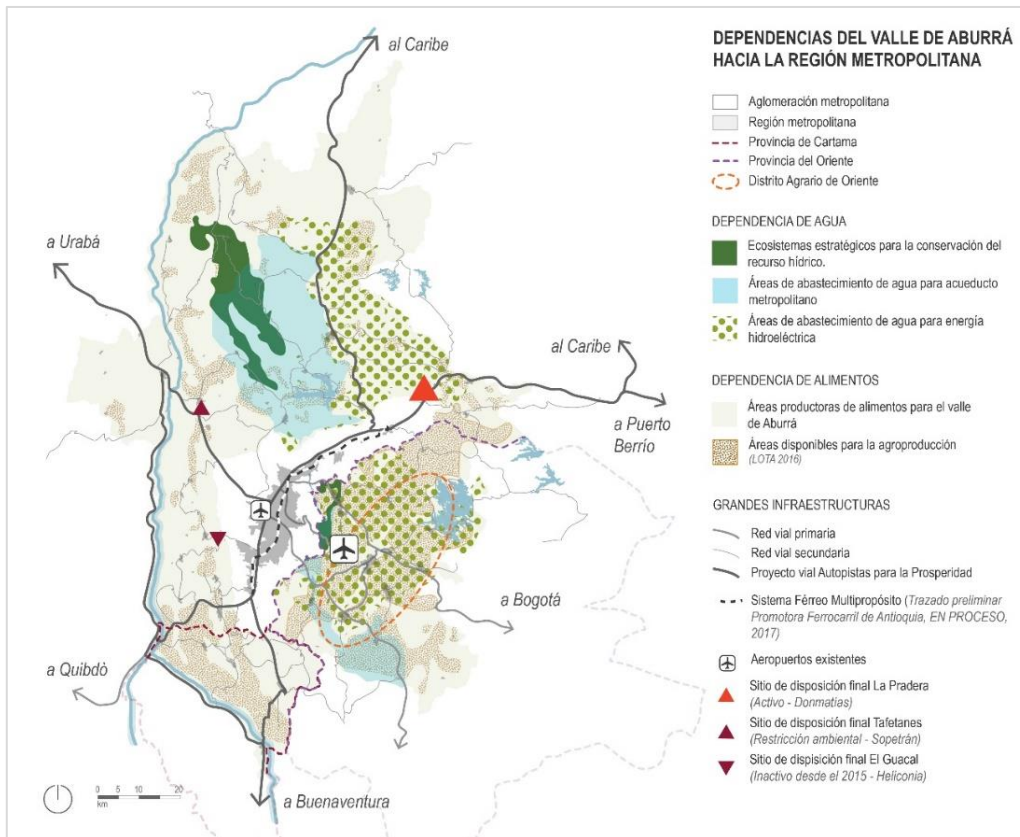 al Caribe
a Urabá
al Caribe
a Puerto
Berrío
a Bogotá
a Quibdò
a Buenaventura
0 5 10 20
km
DEPENDENCIAS DEL VALLE DE ABURRÁ
HACIA LA REGIÓN METROPOLITANA
Aglomeración metropolitana
Región metropolitana
Provincia de Cartama
Provincia del Oriente
Distrito Agrario de Oriente
DEPENDENCIA DE AGUA
Ecosistemas estratégicos para la conservación del
recurso hídrico.
Áreas de abastecimiento de agua para acueducto
metropolitano
Áreas de abastecimiento de agua para energía
hidroeléctrica
DEPENDENCIA DE ALIMENTOS
Áreas productoras de alimentos para el valle
de Aburrá
Áreas disponibles para la agroproducción
(LOTA 2016)
GRANDES INFRAESTRUCTURAS
Red vial primaria
Red vial secundaria
Proyecto vial Autopistas para la Prosperidad
Sistema Férreo Multipropósito (Trazado preliminar
Promotora Ferrocarril de Antioquia, EN PROCESO,
2017)
Aeropuertos existentes
Sitio de disposición final La Pradera
(Activo - Donmatias)
Sitio de disposición final Tafetanes
(Restricción ambiental - Sopetrán)
Sitio de dispisición final El Guacal
(Inactivo desde el 2015 - Heliconia)